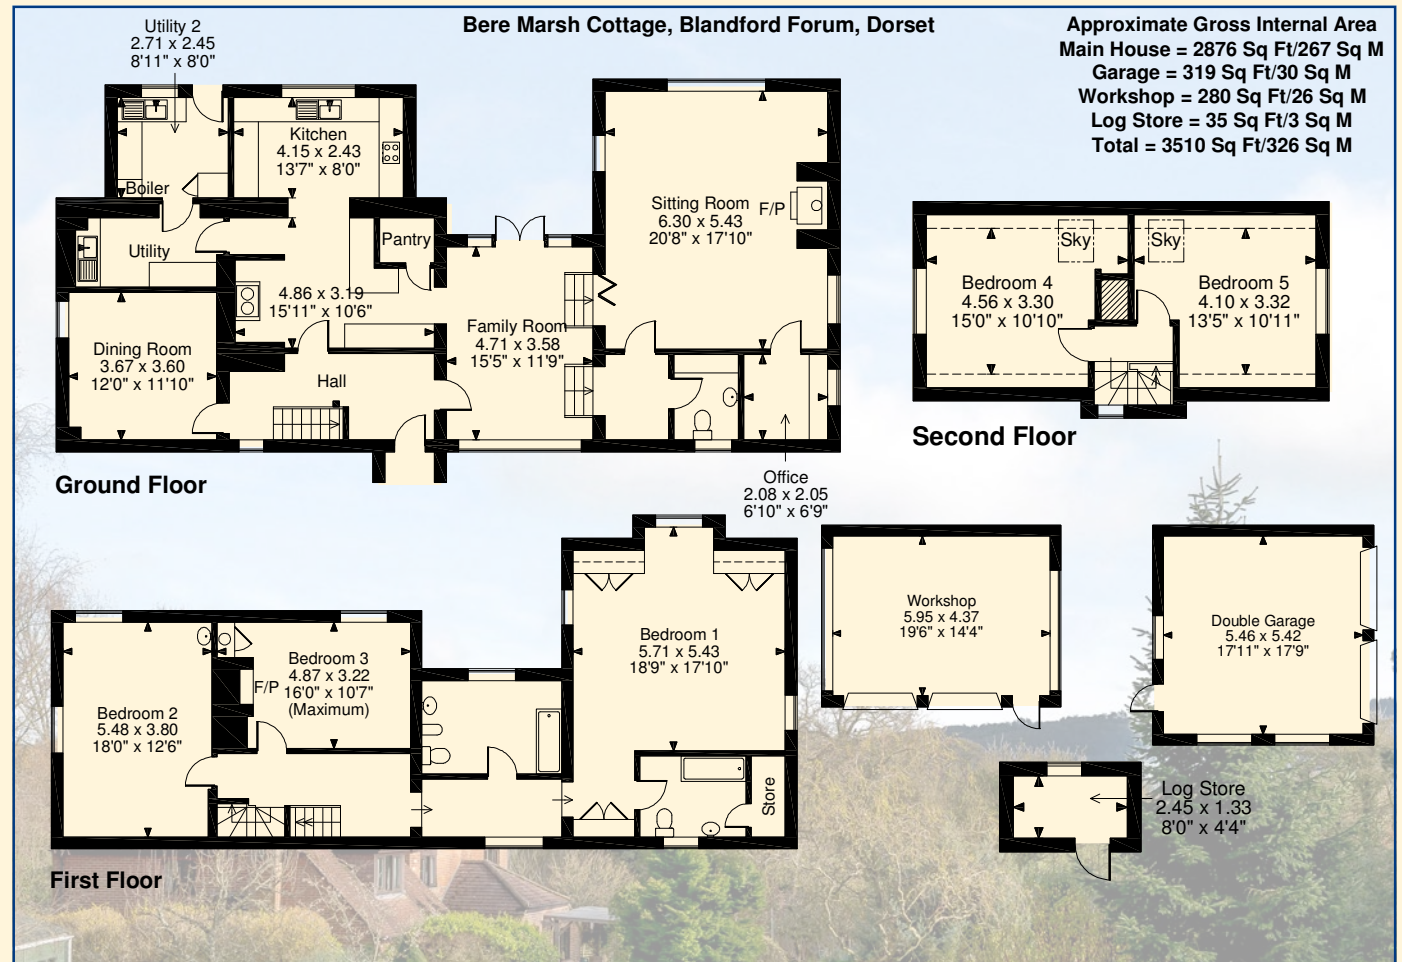 Bere Marsh Cottage, Blandford Forum, Dorset
Approximate Gross Internal Area
Main House = 2876 Sq Ft/267 Sq M
Garage = 319 Sq Ft/30 Sq M
Workshop = 280 Sq Ft/26 Sq M
Log Store = 35 Sq Ft/3 Sq M
Total = 3510 Sq Ft/326 Sq M
Utility 2
2.71 x 2.45
8'11" x 8'0"
Kitchen
4.15 x 2.43
13'7" x 8'0"
Boiler
Utility
Pantry
4.86 x 3.19
15'11" x 10'6"
Dining Room
3.67 x 3.60
12'0" x 11'10"
Hall
Family Room
4.71 x 3.58
15'5" x 11'9"
Sitting Room
6.30 x 5.43
20'8" x 17'10"
F/P
Office
2.08 x 2.05
6'10" x 6'9"
Ground Floor
Sky
Sky
Bedroom 4
4.56 x 3.30
15'0" x 10'10"
Bedroom 5
4.10 x 3.32
13'5" x 10'11"
Second Floor
Bedroom 2
5.48 x 3.80
18'0" x 12'6"
Bedroom 3
4.87 x 3.22
16'0" x 10'7"
(Maximum)
F/P
Bedroom 1
5.71 x 5.43
18'9" x 17'10"
Store
First Floor
Workshop
5.95 x 4.37
19'6" x 14'4"
Double Garage
5.46 x 5.42
17'11" x 17'9"
Log Store
2.45 x 1.33
8'0" x 4'4"